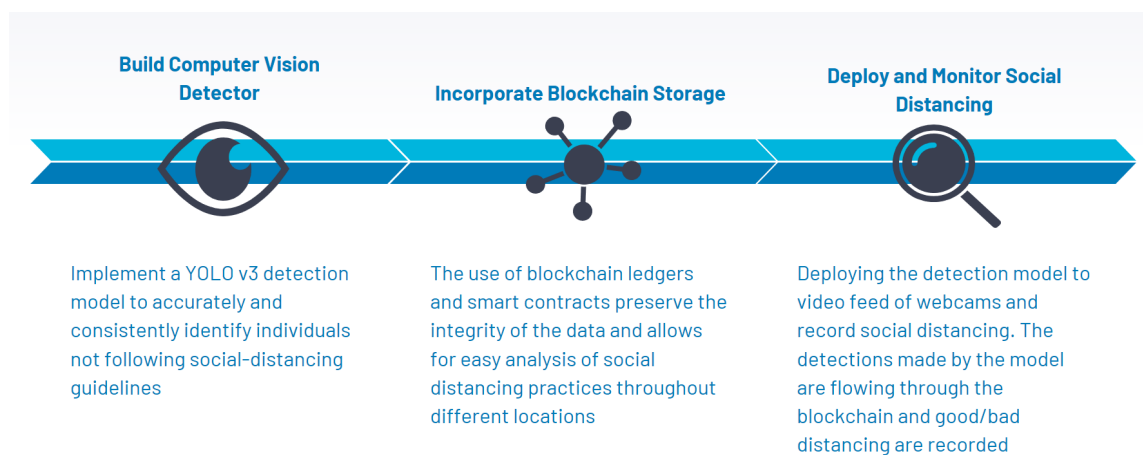 Build Computer Vision
Detector
Incorporate Blockchain Storage
Deploy and Monitor Social
Distancing
Implement a YOLO v3 detection
model to accurately and
consistently identify individuals
not following social-distancing
guidelines
The use of blockchain ledgers
and smart contracts preserve the
integrity of the data and allows
for easy analysis of social
distancing practices throughout
different locations
Deploying the detection model to
video feed of webcams and
record social distancing. The
detections made by the model
are flowing through the
blockchain and good/bad
distancing are recorded